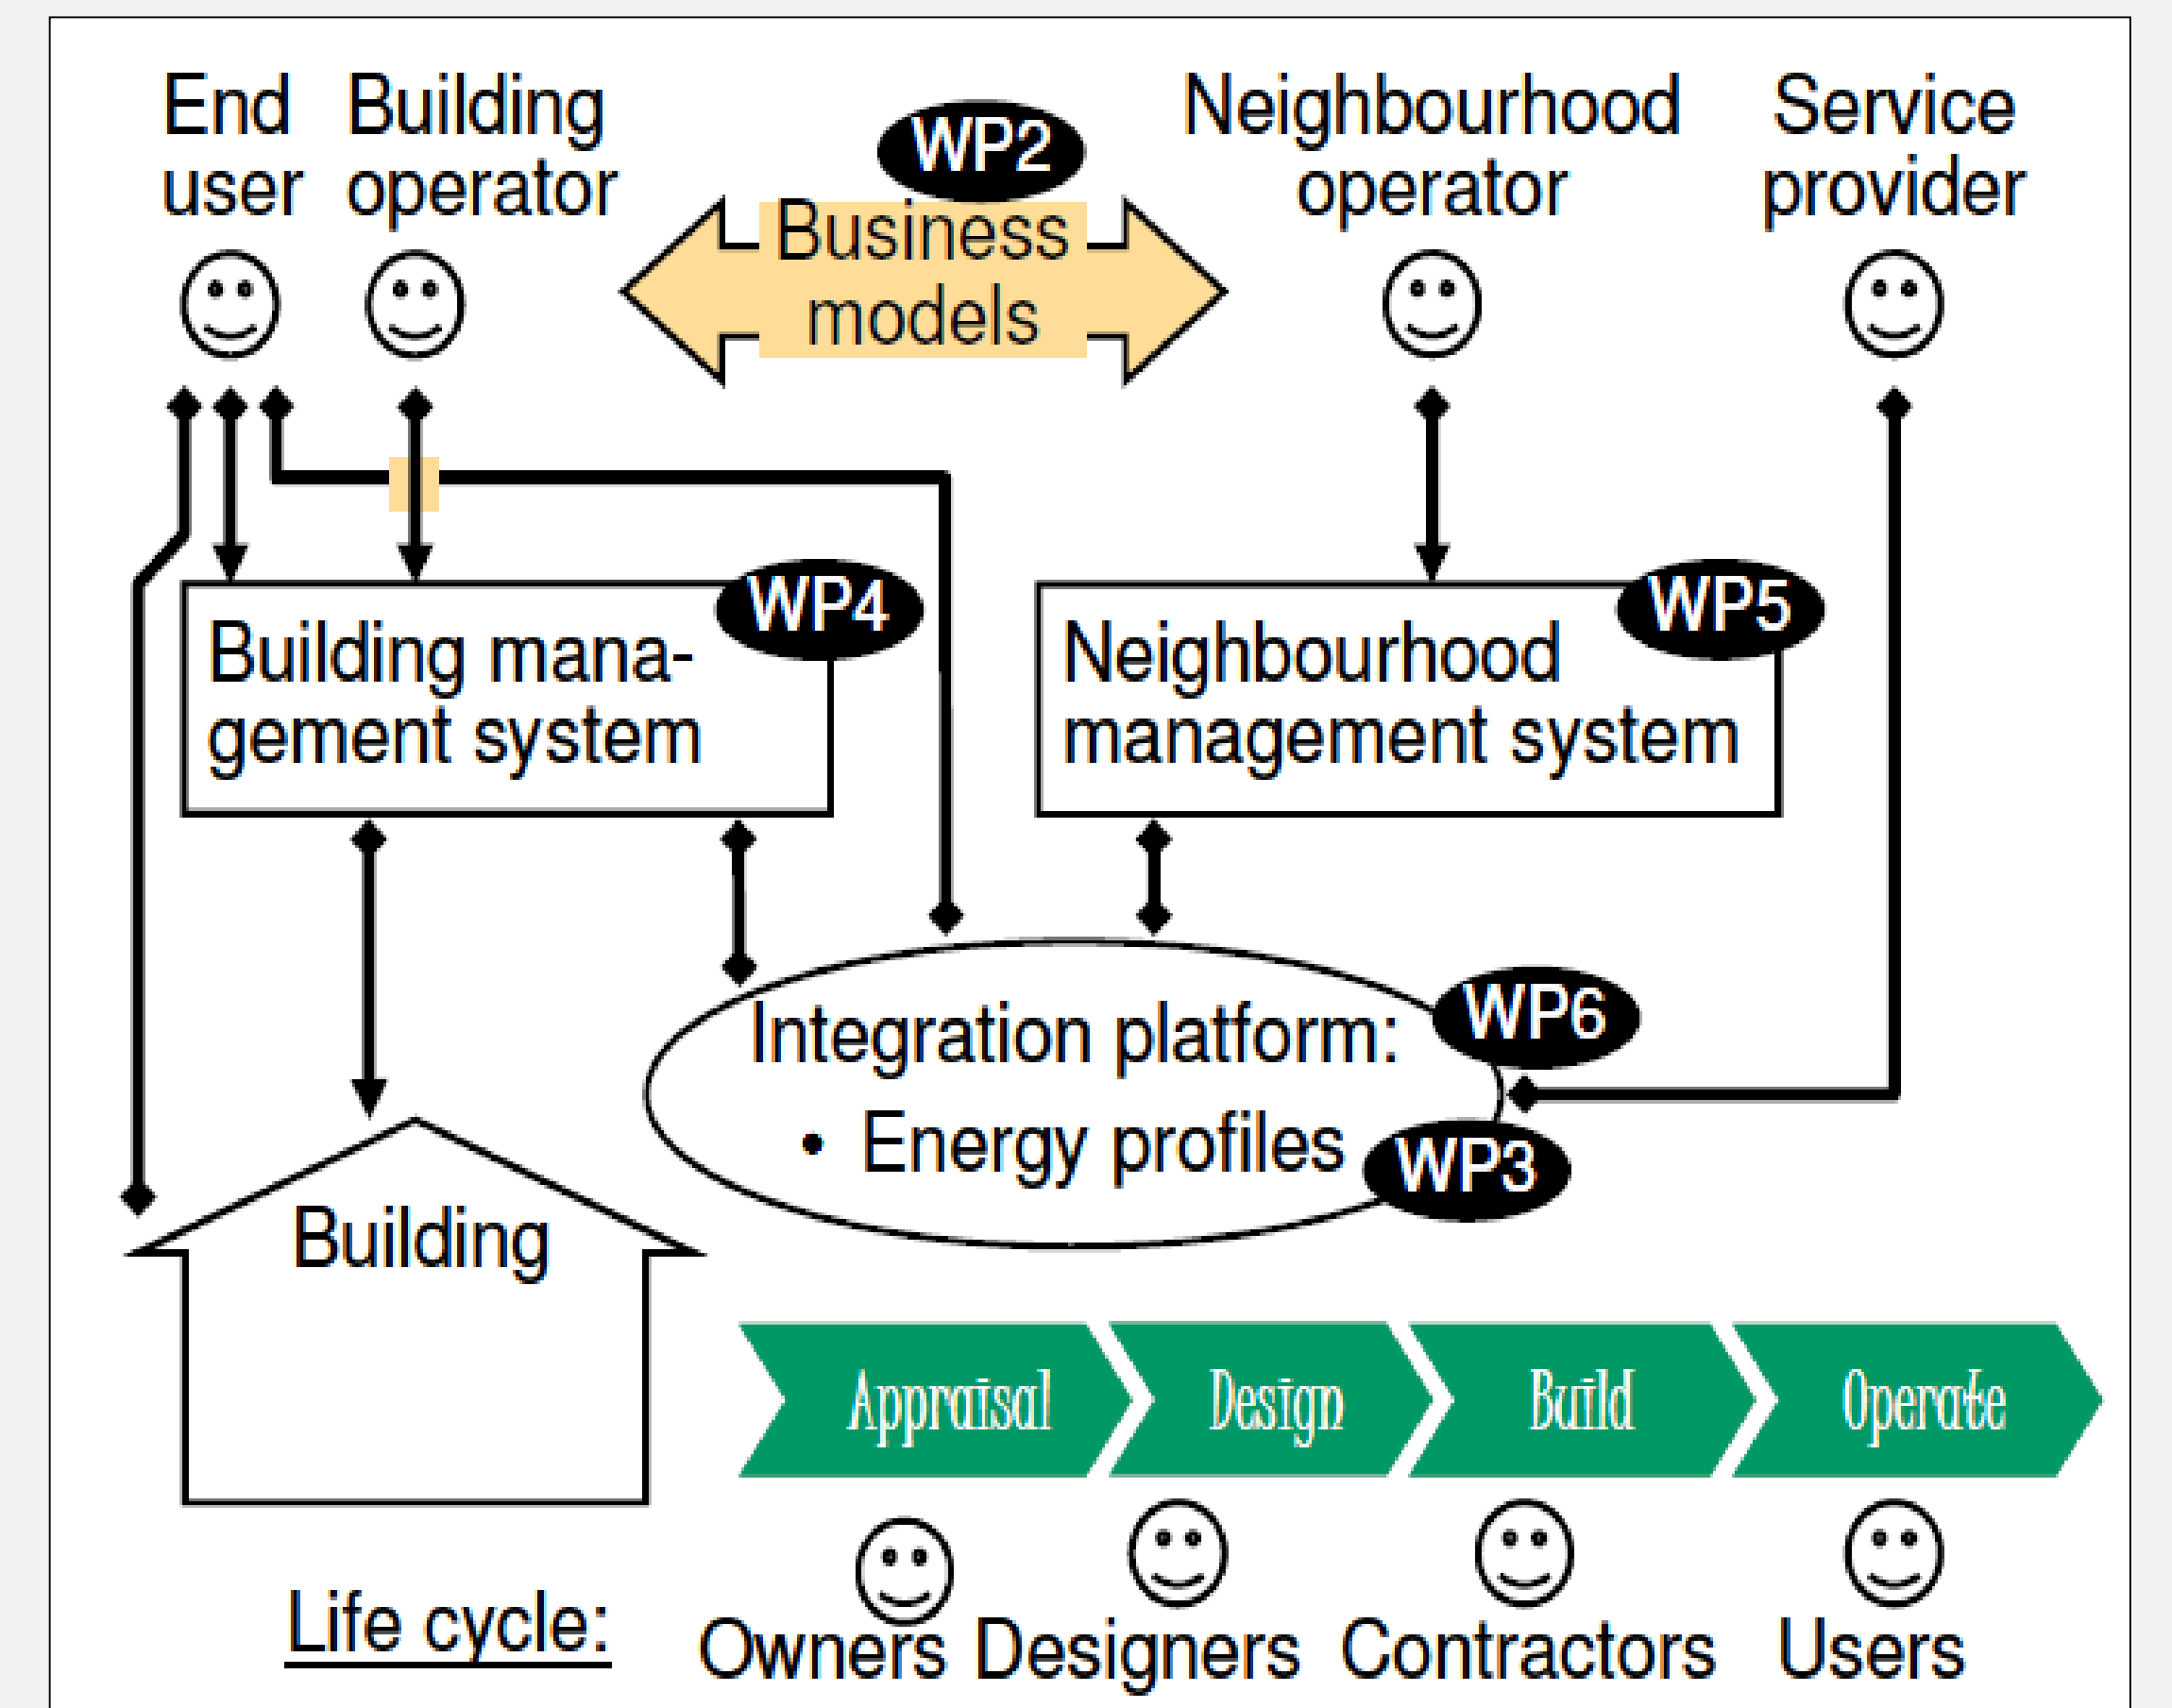 End
user
Building
operator
WP2
Business
models
Neighbourhood
operator
Service
provider
Building mana-
gement system
WP4
Neighbourhood
management system
WP5
Integration platform:
WP6
• Energy profiles
WP3
Building
Appraisal
Design
Build
Operate
Life cycle:
Owners
Designers
Contractors
Users